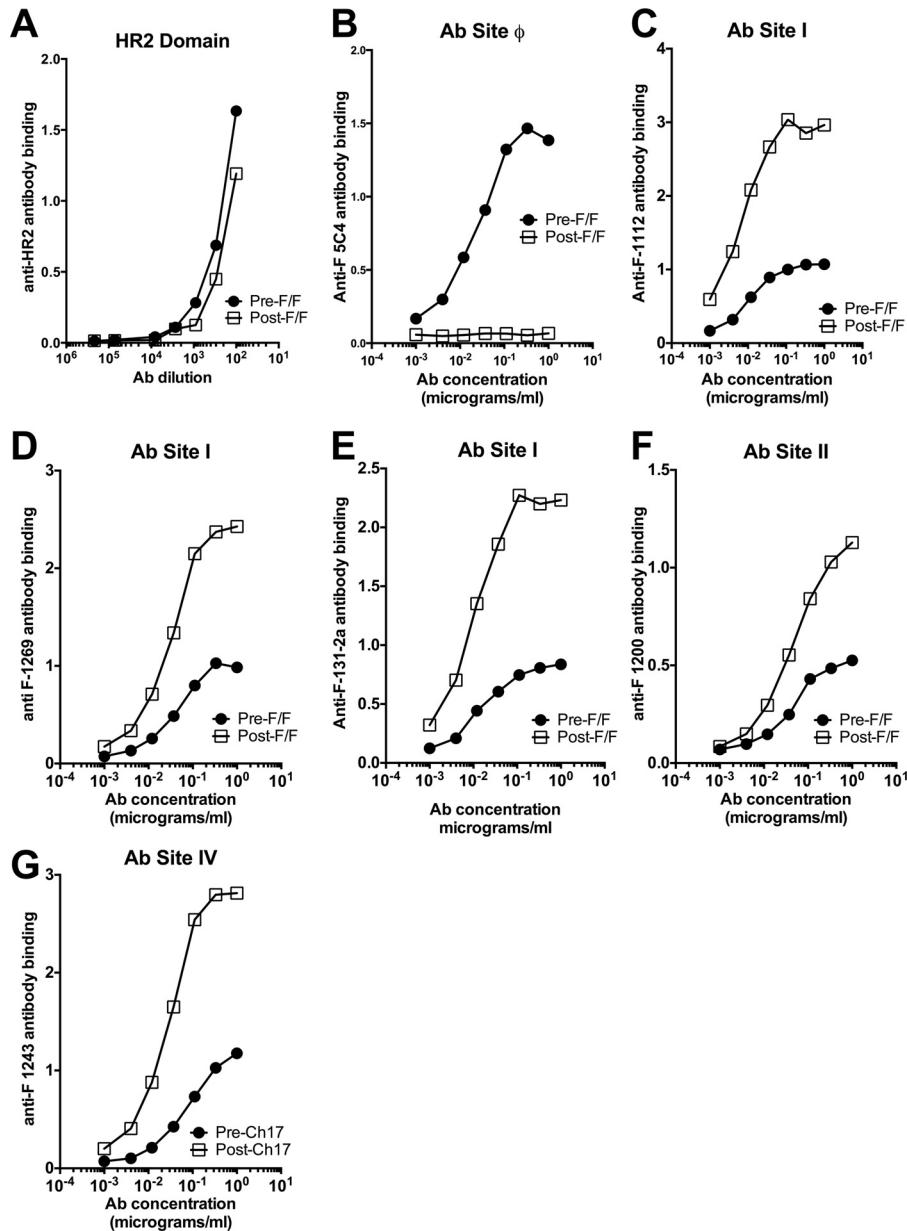 A
HR2 Domain
anti-HR2 antibody binding
2.0
1.5
1.0
0.5
0.0
10⁶ 10⁵ 10⁴ 10³ 10² 10¹
Ab dilution
Pre-F/F
Post-F/F
B
Ab Site ϕ
Anti-F 5C4 antibody binding
2.0
1.5
1.0
0.5
0.0
10⁻⁴ 10⁻³ 10⁻² 10⁻¹ 10⁰ 10¹
Ab concentration
(micrograms/ml)
Pre-F/F
Post-F/F
C
Ab Site I
Anti-F-1112 antibody binding
4
3
2
1
0
10⁻⁴ 10⁻³ 10⁻² 10⁻¹ 10⁰ 10¹
Ab concentration
(micrograms/ml)
Pre-F/F
Post-F/F
D
Ab Site I
anti F-1269 antibody binding
3
2
1
0
10⁻⁴ 10⁻³ 10⁻² 10⁻¹ 10⁰ 10¹
Ab concentration
(micrograms/ml)
Pre-F/F
Post-F/F
E
Ab Site I
Anti-F-131-2a antibody binding
2.5
2.0
1.5
1.0
0.5
0.0
10⁻⁴ 10⁻³ 10⁻² 10⁻¹ 10⁰ 10¹
Ab concentration
micrograms/ml
Pre-F/F
Post-F/F
F
Ab Site II
anti-F 1200 antibody binding
1.5
1.0
0.5
0.0
10⁻⁴ 10⁻³ 10⁻² 10⁻¹ 10⁰ 10¹
Ab concentration
(micrograms/ml)
Pre-F/F
Post-F/F
G
Ab Site IV
anti-F 1243 antibody binding
3
2
1
0
10⁻⁴ 10⁻³ 10⁻² 10⁻¹ 10⁰ 10¹
Ab concentration
(micrograms/ml)
Pre-Ch17
Post-Ch17